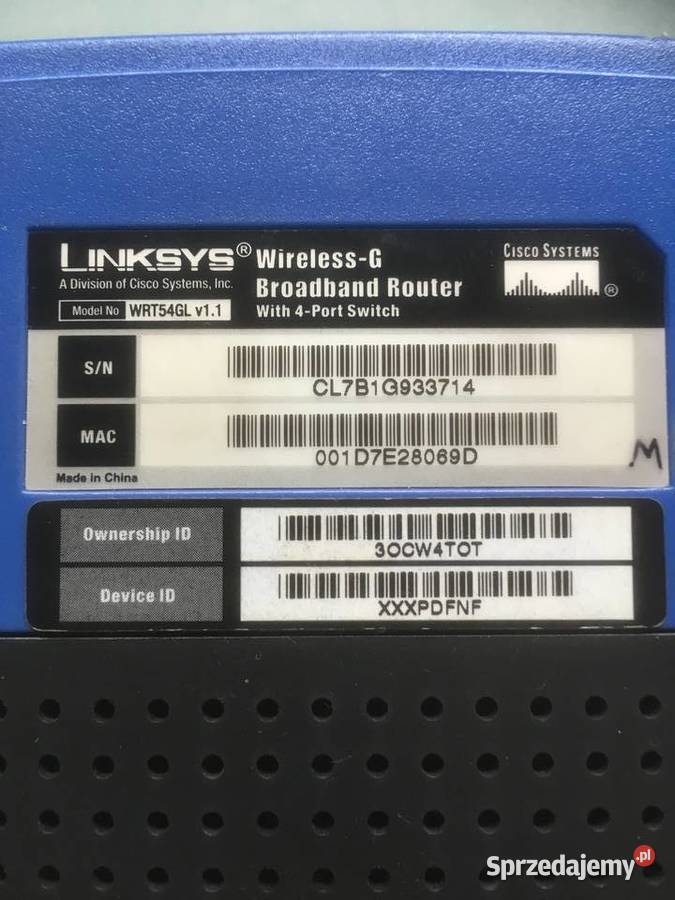 LINKSYS® Wireless-G
A Division of Cisco Systems, Inc. Broadband Router
Model No WRT54GL v1.1 With 4-Port Switch
CISCO SYSTEMS
®
S/N
CL7B1G933714
MAC
001D7E28069D
M
Made in China
Ownership ID
3OCW4TOT
Device ID
XXXPDFNF
Sprzedajemy.pl